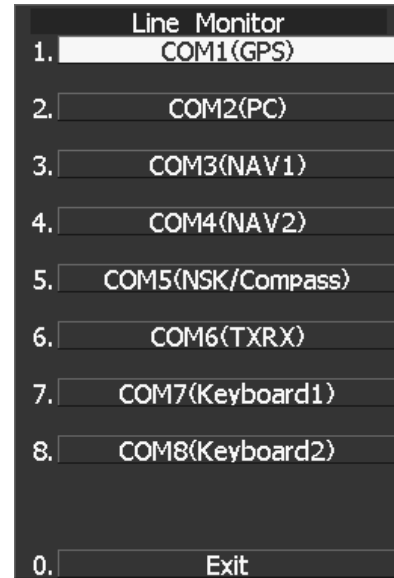 Line Monitor
1. COM1(GPS)
2. COM2(PC)
3. COM3(NAV1)
4. COM4(NAV2)
5. COM5(NSK/Compass)
6. COM6(TXRX)
7. COM7(Keyboard1)
8. COM8(Keyboard2)
0. Exit